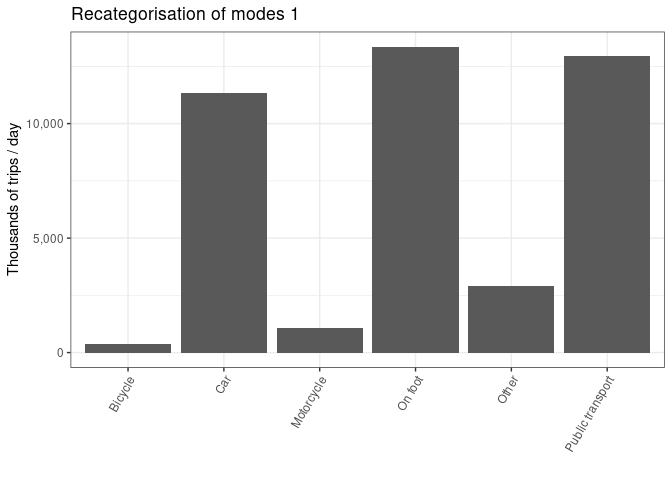 Recategorisation of modes 1
Thousands of trips / day
10,000
5,000
0
Bicycle
Car
Motorcycle
On foot
Other
Public transport